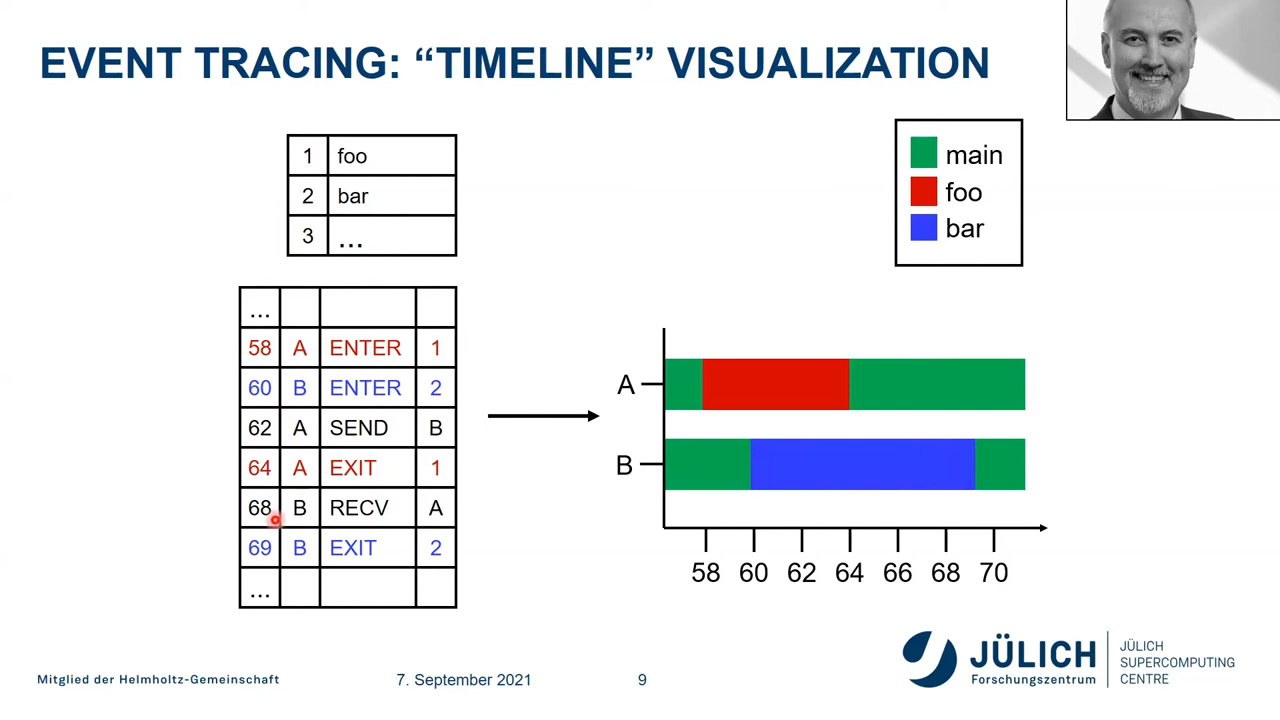 EVENT TRACING: “TIMELINE” VISUALIZATION
1 foo
2 bar
3 ...
main
foo
bar
...
58 A ENTER 1
60 B ENTER 2
62 A SEND B
64 A EXIT 1
68 B RECV A
69 B EXIT 2
...
A
B
58 60 62 64 66 68 70
Mitglied der Helmholtz-Gemeinschaft
7. September 2021
9
JÜLICH
Forschungszentrum
JÜLICH
SUPERCOMPUTING
CENTRE